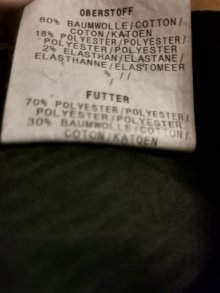 OBERSTOFF
80% BAUMWOLLE/COTTON/
COTON/KATOEN
18% POLYESTER/POLYESTER/
POLYESTER/POLYESTER
2% ELASTHAN/ELASTANE/
ELASTHANNE/ELASTOMEER
% //
/
FUTTER
70% POLYESTER/POLYESTER/
POLYESTER/POLYESTER
30% BAUMWOLLE/COTTON/
COTON/KATOEN